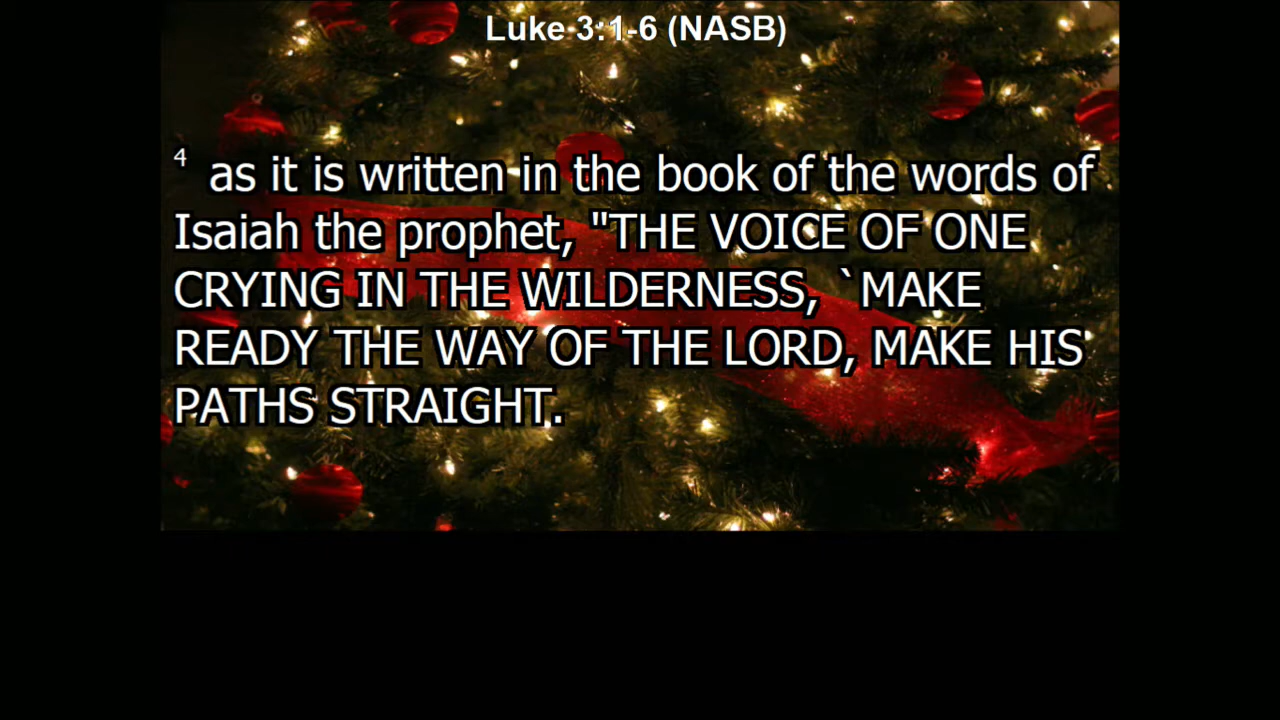 Luke 3:1-6 (NASB)
4 as it is written in the book of the words of
Isaiah the prophet, "THE VOICE OF ONE
CRYING IN THE WILDERNESS, `MAKE
READY THE WAY OF THE LORD, MAKE HIS
PATHS STRAIGHT.